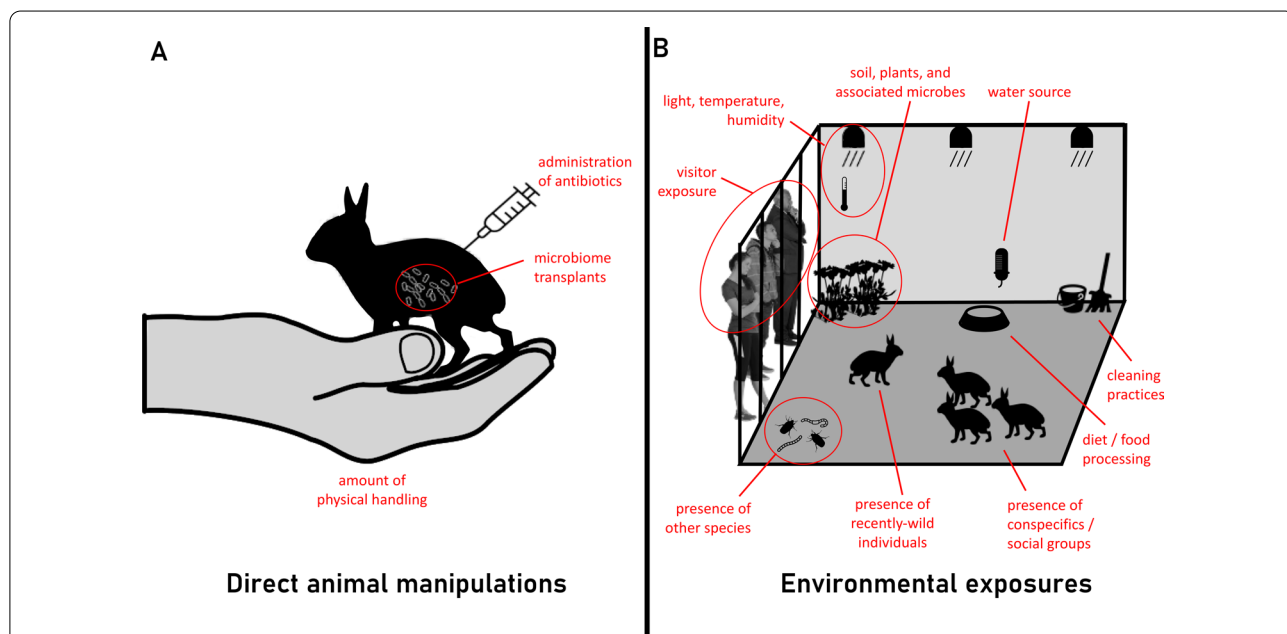 A
administration
of antibiotics
microbiome
transplants
amount of
physical handling
Direct animal manipulations
B
soil, plants, and
associated microbes
water source
light, temperature,
humidity
visitor
exposure
cleaning
practices
diet / food
processing
presence of
other species
presence of
recently-wild
individuals
presence of
conspecifics /
social groups
Environmental exposures